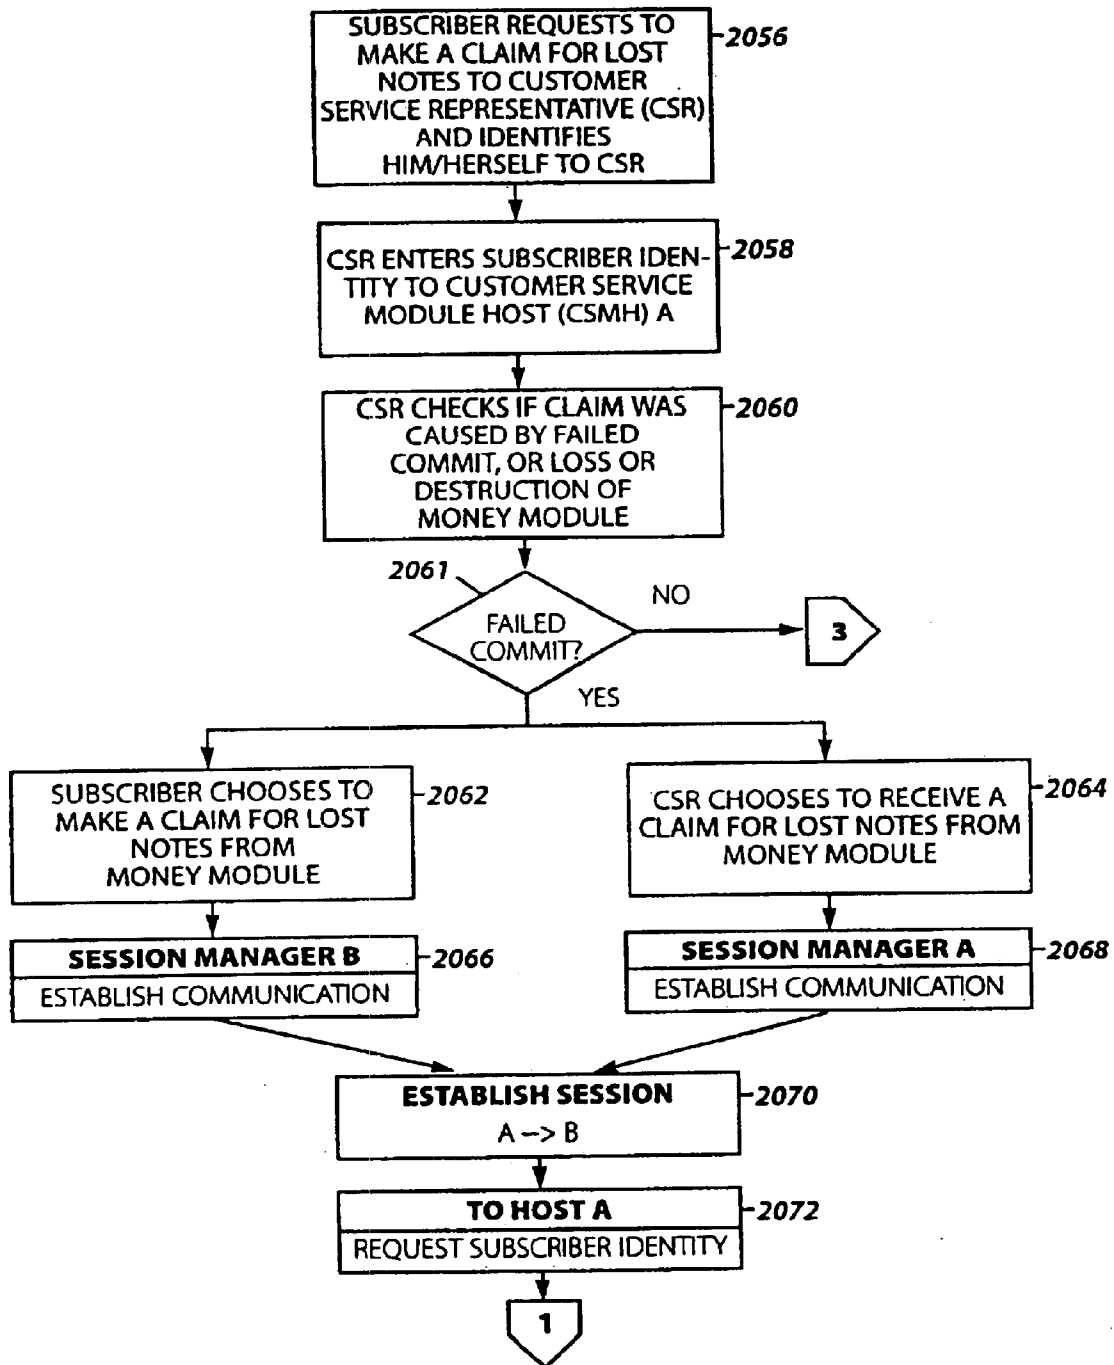 SUBSCRIBER REQUESTS TO
MAKE A CLAIM FOR LOST
NOTES TO CUSTOMER
SERVICE REPRESENTATIVE (CSR)
AND IDENTIFIES
HIM/HERSELF TO CSR
2056
CSR ENTERS SUBSCRIBER IDEN-
TITY TO CUSTOMER SERVICE
MODULE HOST (CSMH) A
2058
CSR CHECKS IF CLAIM WAS
CAUSED BY FAILED
COMMIT, OR LOSS OR
DESTRUCTION OF
MONEY MODULE
2060
2061
FAILED
COMMIT?
NO
3
YES
SUBSCRIBER CHOOSES TO
MAKE A CLAIM FOR LOST
NOTES FROM
MONEY MODULE
2062
CSR CHOOSES TO RECEIVE A
CLAIM FOR LOST NOTES FROM
MONEY MODULE
2064
SESSION MANAGER B
ESTABLISH COMMUNICATION
2066
SESSION MANAGER A
ESTABLISH COMMUNICATION
2068
ESTABLISH SESSION
A --> B
2070
TO HOST A
REQUEST SUBSCRIBER IDENTITY
2072
1